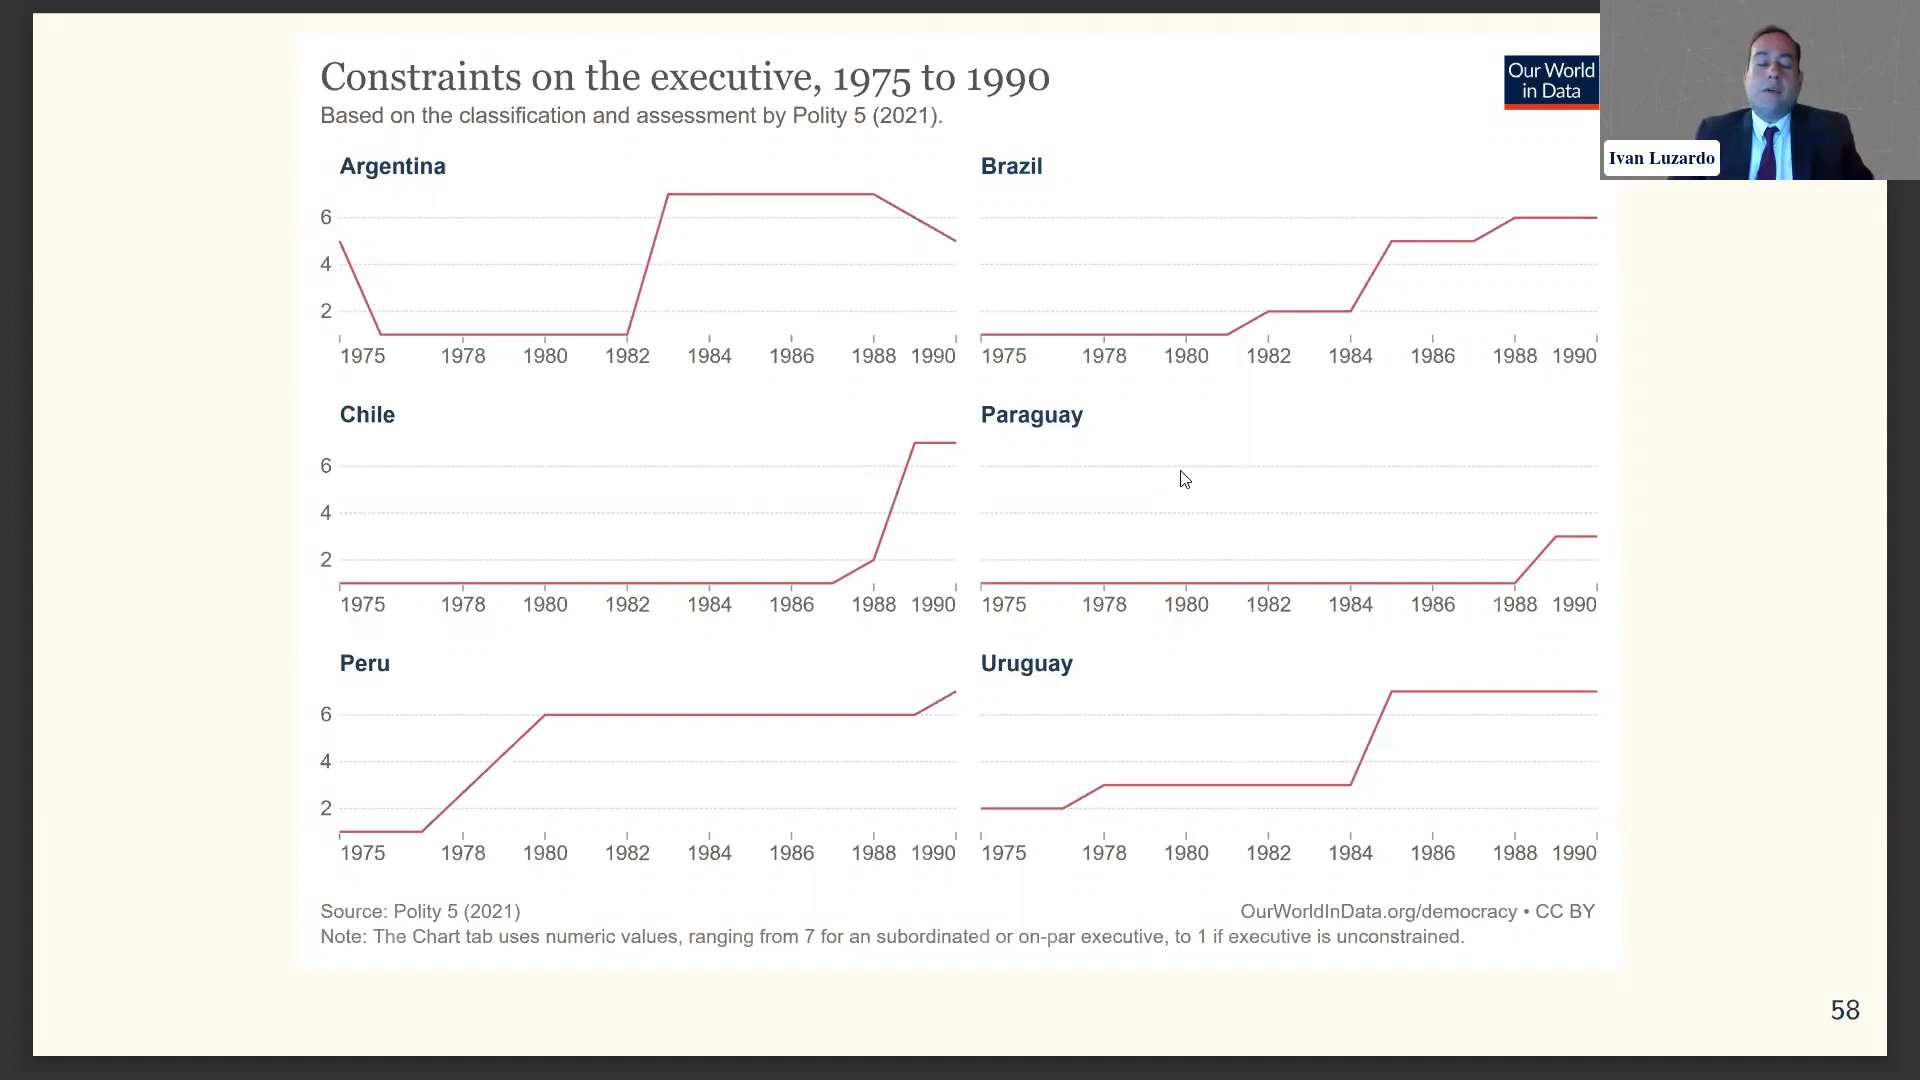 Constraints on the executive, 1975 to 1990
Based on the classification and assessment by Polity 5 (2021).
Our World
in Data
Ivan Luzardo
Argentina
6
4
2
1975 1978 1980 1982 1984 1986 1988 1990
Brazil
1975 1978 1980 1982 1984 1986 1988 1990
Chile
6
4
2
1975 1978 1980 1982 1984 1986 1988 1990
Paraguay
1975 1978 1980 1982 1984 1986 1988 1990
Peru
6
4
2
1975 1978 1980 1982 1984 1986 1988 1990
Uruguay
1975 1978 1980 1982 1984 1986 1988 1990
Source: Polity 5 (2021)
OurWorldInData.org/democracy • CC BY
Note: The Chart tab uses numeric values, ranging from 7 for an subordinated or on-par executive, to 1 if executive is unconstrained.
58